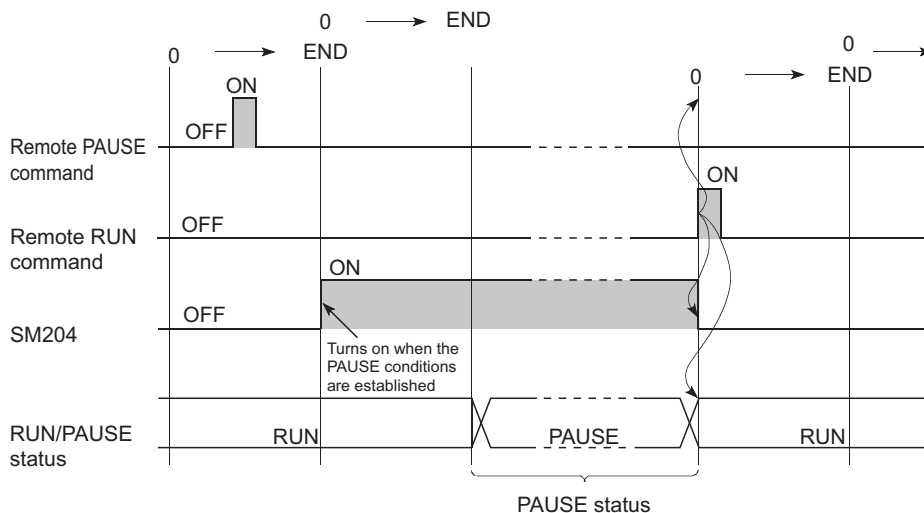 0
END
0
END
0
END
0
END
ON
OFF
Remote PAUSE
command
ON
OFF
Remote RUN
command
ON
OFF
SM204
Turns on when the
PAUSE conditions
are established
RUN
PAUSE
RUN
RUN/PAUSE
status
PAUSE status